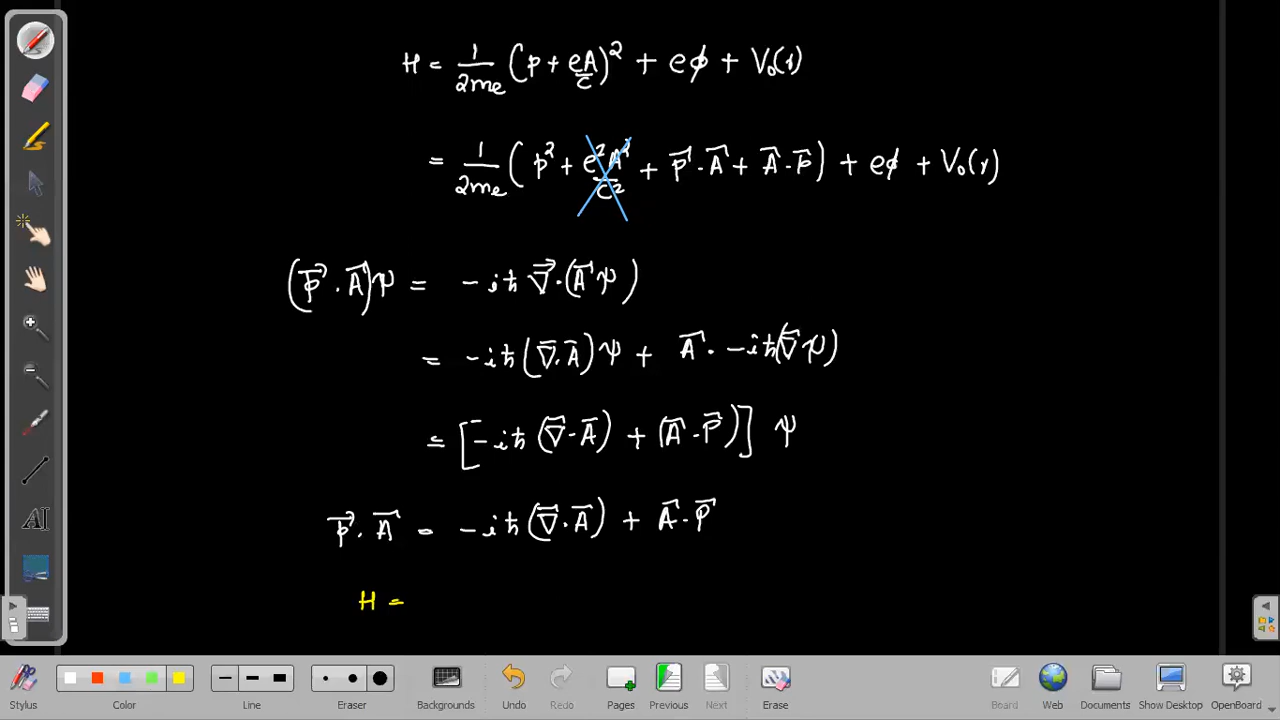 H = 1/2me (p + eA/c)² + eϕ + V₀(r)
= 1/2me (p² + e²A²/c² + p⃗ · A⃗ + A⃗ · p⃗) + eϕ + V₀(r)
(p⃗ · A⃗)ψ = -iℏ ∇⃗ · (A⃗ψ)
= -iℏ(∇⃗ · A⃗)ψ + A⃗ · -iℏ(∇⃗ψ)
= [-iℏ (∇⃗ · A⃗) + (A⃗ · p⃗)] ψ
p⃗ · A⃗ = -iℏ(∇⃗ · A⃗) + A⃗ · p⃗
H =
Stylus Color Line Eraser Backgrounds Undo Redo Pages Previous Next Erase Board Web Documents Show Desktop OpenBoard